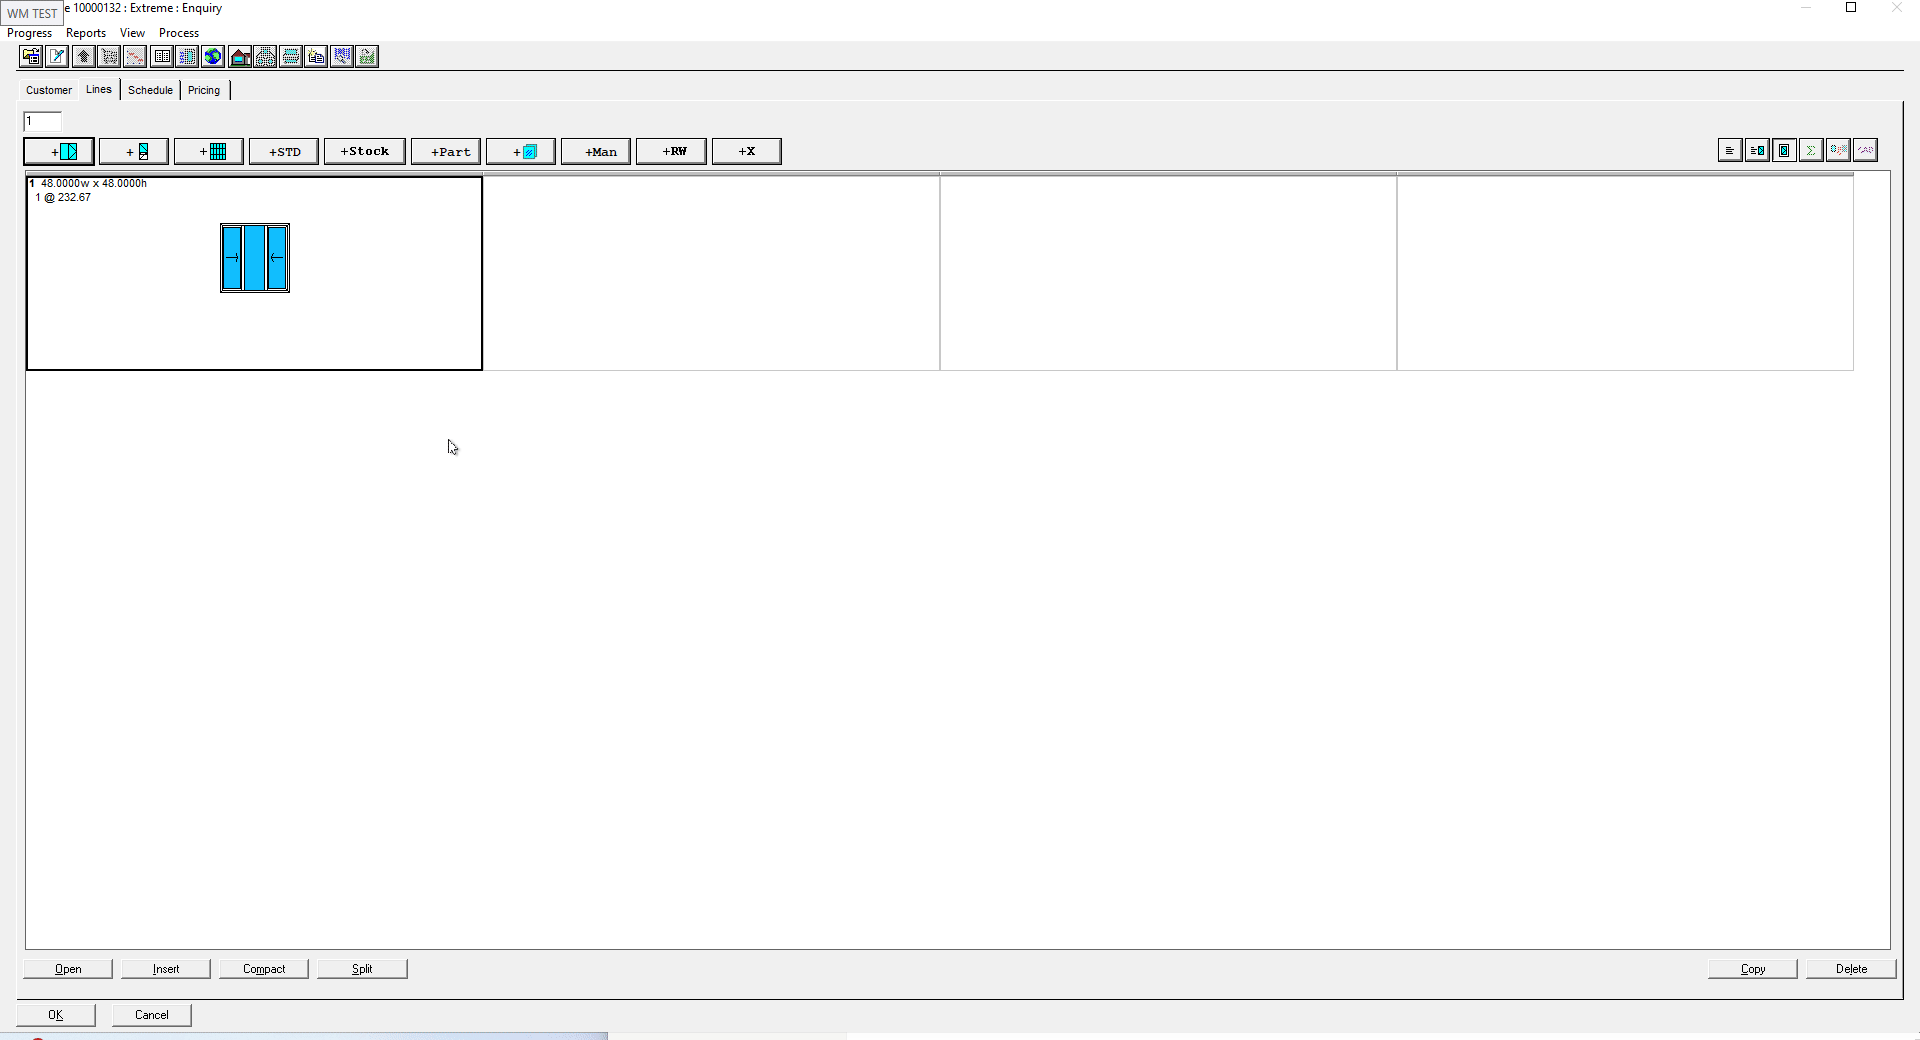 WM TEST e 10000132 : Extreme : Enquiry
Progress Reports View Process
Customer Lines Schedule Pricing
1
+ + + +STD +Stock +Part + +Man +RW +X
1 48.0000w x 48.0000h
1 @ 232.67
Open Insert Compact Split Copy Delete
OK Cancel